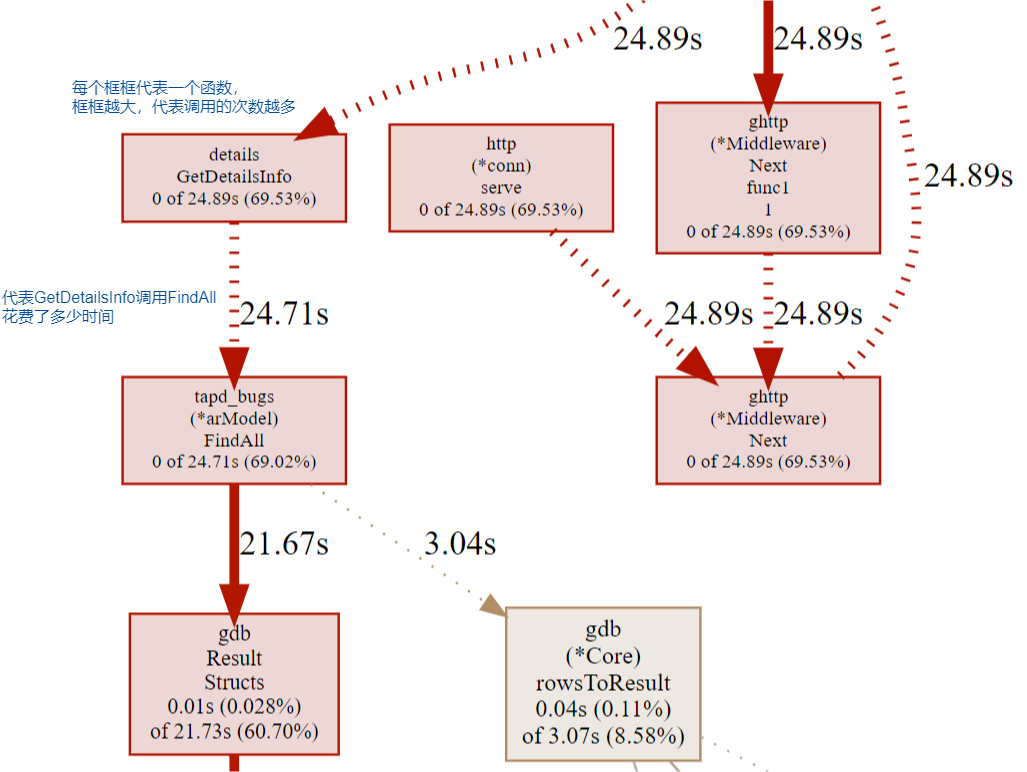 24.89s
24.89s
每个框框代表一个函数，
框框越大，代表调用的次数越多
details
GetDetailsInfo
0 of 24.89s (69.53%)
http
(*conn)
serve
0 of 24.89s (69.53%)
ghttp
(*Middleware)
Next
func1
1
0 of 24.89s (69.53%)
24.89s
代表GetDetailsInfo调用FindAll
花费了多少时间
24.71s
24.89s
24.89s
tapd_bugs
(*arModel)
FindAll
0 of 24.71s (69.02%)
ghttp
(*Middleware)
Next
0 of 24.89s (69.53%)
21.67s
3.04s
gdb
Result
Structs
0.01s (0.028%)
of 21.73s (60.70%)
gdb
(*Core)
rowsToResult
0.04s (0.11%)
of 3.07s (8.58%)